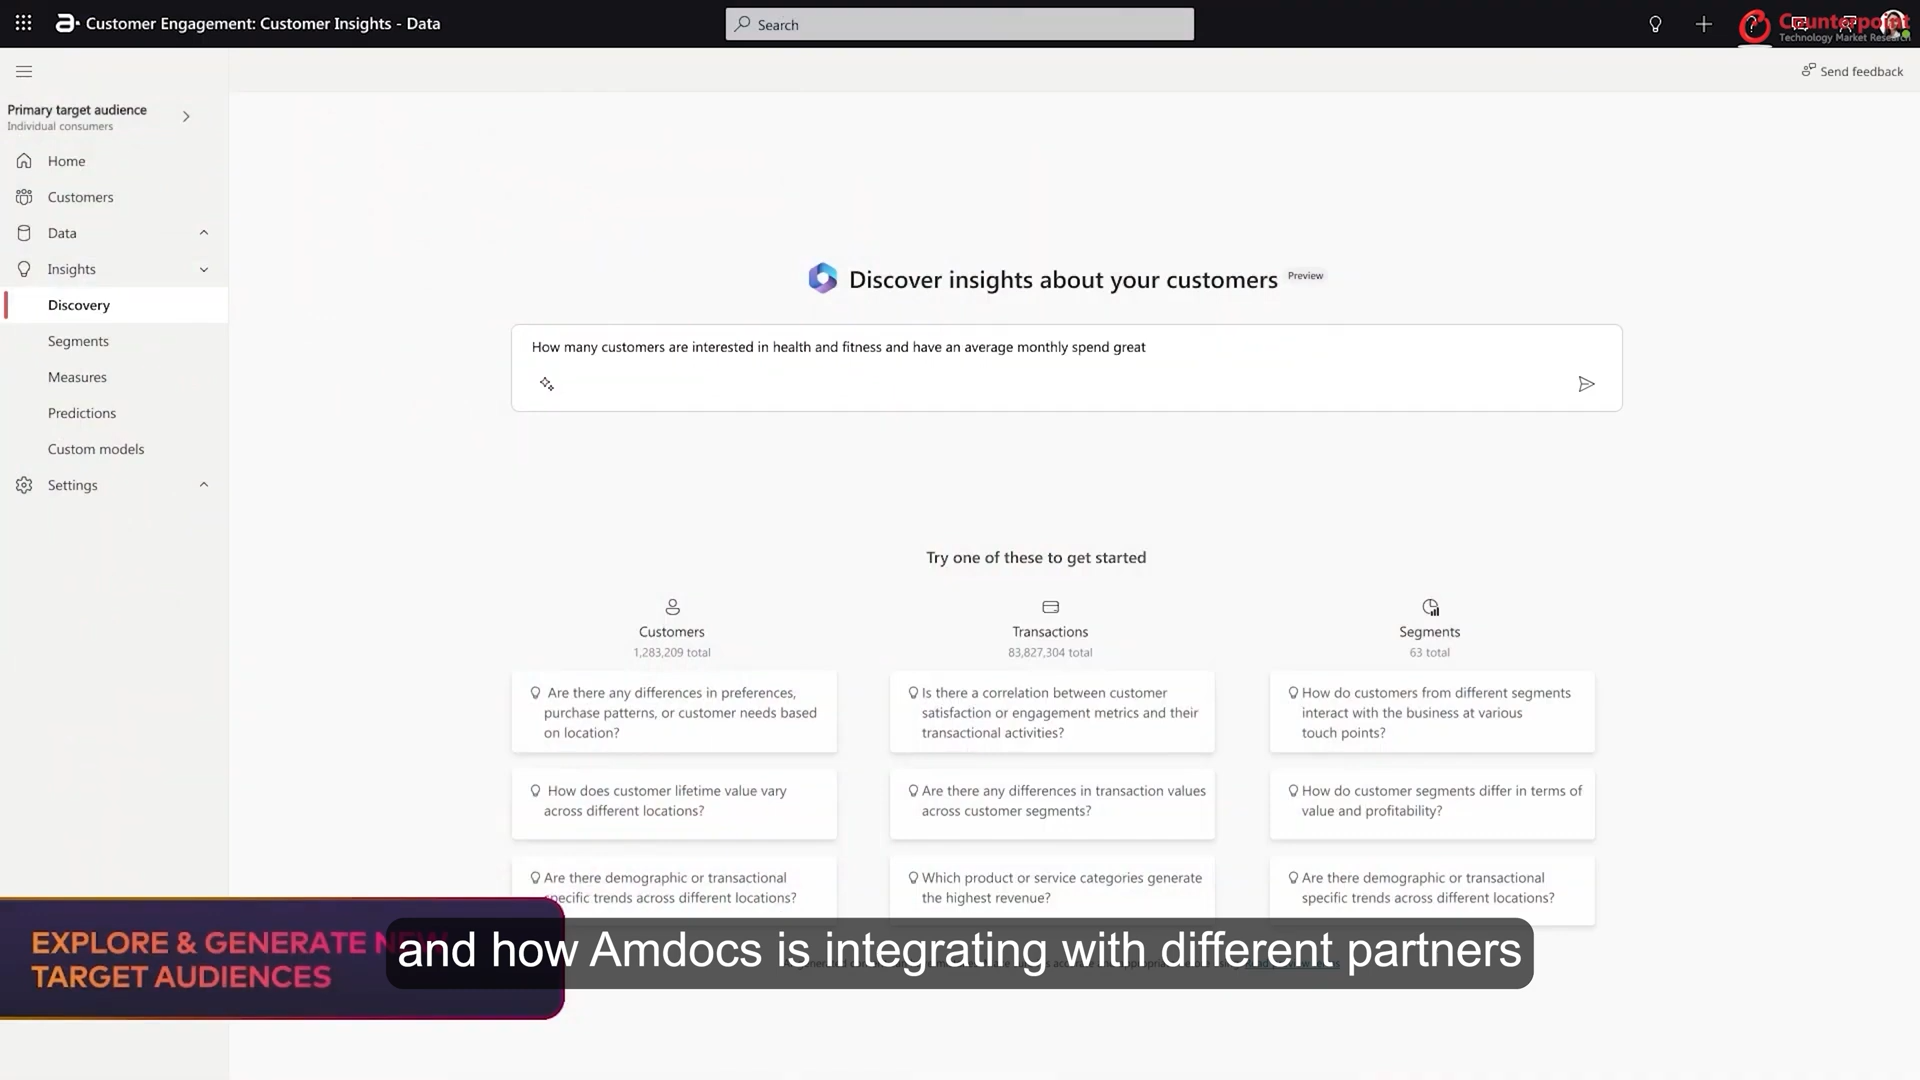 Customer Engagement: Customer Insights - Data
Search
Counterpoint
Technology Market Research
Send feedback
Primary target audience
Individual consumers
Home
Customers
Data
Insights
Discovery
Segments
Measures
Predictions
Custom models
Settings
Discover insights about your customers Preview
How many customers are interested in health and fitness and have an average monthly spend great
Try one of these to get started
Customers
1,283,209 total
Transactions
83,827,304 total
Segments
63 total
Are there any differences in preferences,
purchase patterns, or customer needs based
on location?
Is there a correlation between customer
satisfaction or engagement metrics and their
transactional activities?
How do customers from different segments
interact with the business at various
touch points?
How does customer lifetime value vary
across different locations?
Are there any differences in transaction values
across customer segments?
How do customer segments differ in terms of
value and profitability?
Are there demographic or transactional
specific trends across different locations?
Which product or service categories generate
the highest revenue?
Are there demographic or transactional
specific trends across different locations?
EXPLORE & GENERATE
TARGET AUDIENCES
and how Amdocs is integrating with different partners